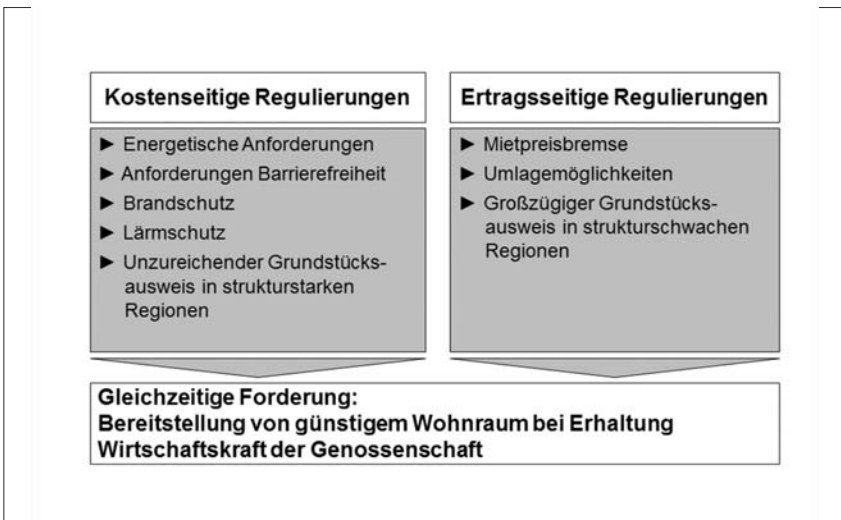 Kostenseitige Regulierungen
► Energetische Anforderungen
► Anforderungen Barrierefreiheit
► Brandschutz
► Lärmschutz
► Unzureichender Grundstücks-
ausweis in strukturstarken
Regionen
Ertragsseitige Regulierungen
► Mietpreisbremse
► Umlagemöglichkeiten
► Großzügiger Grundstücks-
ausweis in strukturschwachen
Regionen
Gleichzeitige Forderung:
Bereitstellung von günstigem Wohnraum bei Erhaltung
Wirtschaftskraft der Genossenschaft